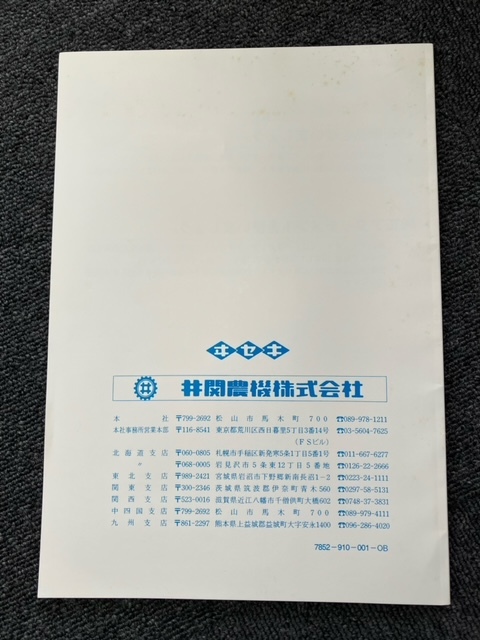 ヰセキ
井関農機株式会社
本社 〒799-2692 松山市馬木町700 ☎089-978-1211
本社事務所営業本部 〒116-8541 東京都荒川区西日暮里5丁目3番14号 ☎03-5604-7625
(FSビル)
北海道支店 〒060-0805 札幌市手稲区新発寒5条1丁目5番1号 ☎011-667-6277
〃 〒068-0005 岩見沢市5条東12丁目5番地 ☎0126-22-2666
東北支店 〒989-2421 宮城県岩沼市下野郷新南長沼1-2 ☎0223-24-1111
関東支店 〒300-2346 茨城県筑波郡伊奈町青木560 ☎0297-58-5131
関西支店 〒523-0016 滋賀県近江八幡市千僧供町大橋602 ☎0748-37-3831
中四国支店 〒799-2692 松山市馬木町700 ☎089-979-4111
九州支店 〒861-2297 熊本県上益城郡益城町大字安永1400 ☎096-286-4020
7852-910-001-0B